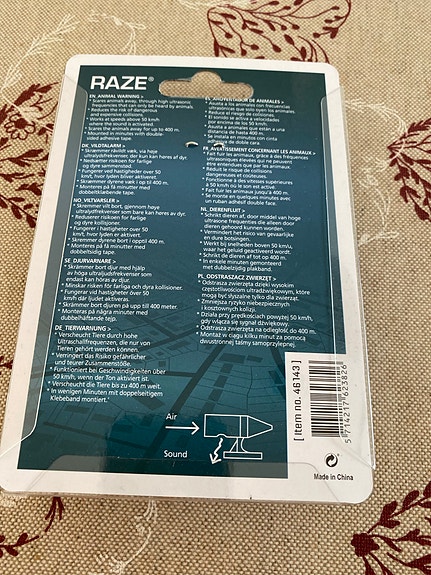 RAZE®
EN_ANIMAL WARNING >
* Scares animals away, through high ultrasonic
frequencies that can only be heard by animals.
* Reduces the risk of dangerous
and expensive collision.
* Works at speeds above 50 km/h.
where the sound is activated.
* Scares the animals away for up to 400 m.
* Mounted in minutes with double-
sided adhesive tape.
DK_VILDTALARM >
* Skræmmer råvildt, via høje
ultralydfrekvenser, der kun kan høres af dyr.
* Nedsætter risikoen for farlige
og dyre sammenstød.
* Fungerer ved hastigheder over 50
km/t, hvor lyden bliver aktiveret.
* Skræmmer dyrene væk i op til 400 m.
* Monteres på få minutter med
dobbeltklæbende tape.
NO_VILTVARSLER >
* Skremmer vilt bort, gjennom høye
ultralydfrekvenser som bare kan høres av dyr.
* Reduserer risikoen for farlige
og dyre kollisjoner.
* Fungerer i hastigheter over 50
km/t, hvor lyden er aktivert.
* Skremmer dyrene bort i opptil 400 meter.
* Monteres på få minutter med
dobbeltsidig tape.
SE_DJURVARNARE >
* Skrämmer bort djur med hjälp
av höga ultraljudsfrekvenser som
endast kan höras av djur.
* Minskar risken för farliga och dyra kollisioner.
* Fungerar vid hastigheter över 50
km/h där ljudet aktiveras.
* Skrämmer bort djuren på upp till 400 meter.
* Monteras på några minuter med
dubbelhäftande tejp.
DE_TIERWARNUNG >
* Verscheucht Tiere durch hohe
Ultraschallfrequenzen, die nur von
Tieren gehört werden können.
* Verringert das Risiko gefährlicher
und teurer Zusammenstöße.
* Funktioniert bei Geschwindigkeiten über
50 km/h, wenn der Ton aktiviert ist.
* Verscheucht die Tiere bis zu 400 m weit.
* In wenigen Minuten mit doppelseitigem
Klebeband montiert.
DE ANIMALES >
* Asusta a los animales con frecuencias
ultrasónicas que solo oyen los animales.
* Reduce el riesgo de colisiones.
* El sonido se activa a velocidades
por encima de los 50 km/h.
* Asusta a animales que están a una
distancia de hasta 400 m.
* Se instala en minutos con cinta
adhesiva de doble cara.
FR_AVERTISSEMENT CONCERNANT LES ANIMAUX >
* Fait fuir les animaux, grâce à des fréquences
ultrasoniques élevées qui ne peuvent
être entendues que par les animaux.
* Réduit le risque de collisions
dangereuses et coûteuses.
* Fonctionne à des vitesses supérieures
à 50 km/h où le son est activé.
* Fait fuir les animaux jusqu'à 400 m.
* Se monte en quelques minutes avec
un ruban adhésif double face.
NL_DIERENFLUIT >
* Schrikt dieren af, door middel van hoge
ultrasone frequenties die alleen door
dieren gehoord kunnen worden.
* Vermindert het risico van gevaarlijke
en dure botsingen.
* Werkt bij snelheden boven 50 km/u,
waar het geluid geactiveerd wordt.
* Schrikt de dieren af tot op 400 m.
* In enkele minuten gemonteerd
met dubbelzijdig plakband.
PL_ODSTRASZACZ ZWIERZĄT >
* Odstrasza zwierzęta dzięki wysokim
częstotliwościom ultradźwiękowym, które
mogą być słyszalne tylko dla zwierząt.
* Zmniejsza ryzyko niebezpiecznych
i kosztownych kolizji.
* Działa przy prędkościach powyżej 50 km/h,
gdy włącza się sygnał dźwiękowy.
* Odstrasza zwierzęta na odległość do 400 m.
* Montaż w ciągu kilku minut za pomocą
dwustronnej taśmy samoprzylepnej.
Air
Sound
[ Item no. 46143 ]
5 714217 623826
Made in China